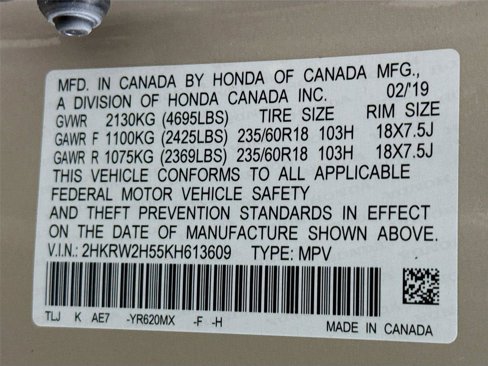 MFD. IN CANADA BY HONDA OF CANADA MFG.,
A DIVISION OF HONDA CANADA INC. 02/'19
GVWR 2130KG (4695LBS) TIRE SIZE RIM SIZE
GAWR F 1100KG (2425LBS) 235/60R18 103H 18X7.5J
GAWR R 1075KG (2369LBS) 235/60R18 103H 18X7.5J
THIS VEHICLE CONFORMS TO ALL APPLICABLE
FEDERAL MOTOR VEHICLE SAFETY
AND THEFT PREVENTION STANDARDS IN EFFECT
ON THE DATE OF MANUFACTURE SHOWN ABOVE.
V.I.N.: 2HKRW2H55KH613609 TYPE: MPV
TLJ K AE7 -YR620MX -F -H
MADE IN CANADA